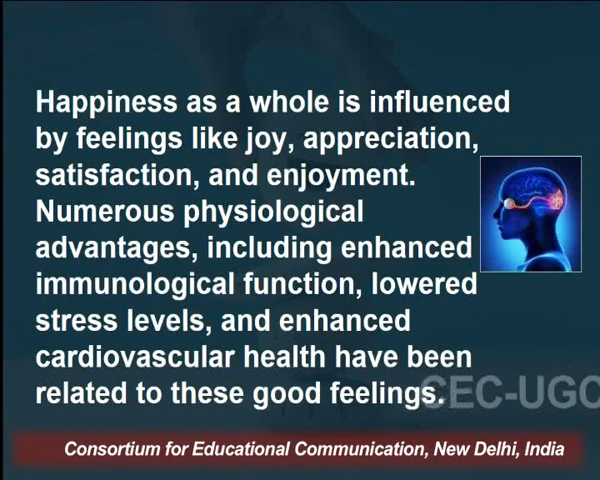 Happiness as a whole is influenced
by feelings like joy, appreciation,
satisfaction, and enjoyment.
Numerous physiological
advantages, including enhanced
immunological function, lowered
stress levels, and enhanced
cardiovascular health have been
related to these good feelings.
CEC-UGC
Consortium for Educational Communication, New Delhi, India